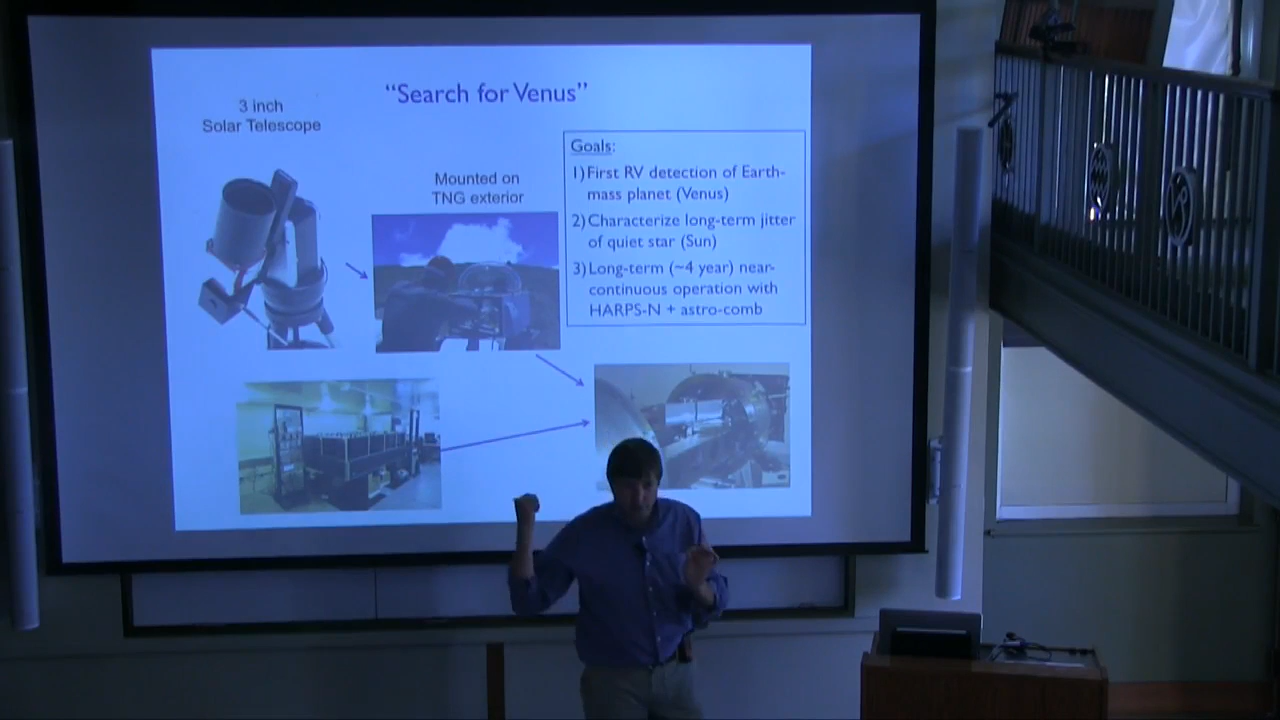 “Search for Venus”
3 inch
Solar Telescope
Mounted on
TNG exterior
Goals:
1) First RV detection of Earth-
mass planet (Venus)
2) Characterize long-term jitter
of quiet star (Sun)
3) Long-term (~4 year) near-
continuous operation with
HARPS-N + astro-comb